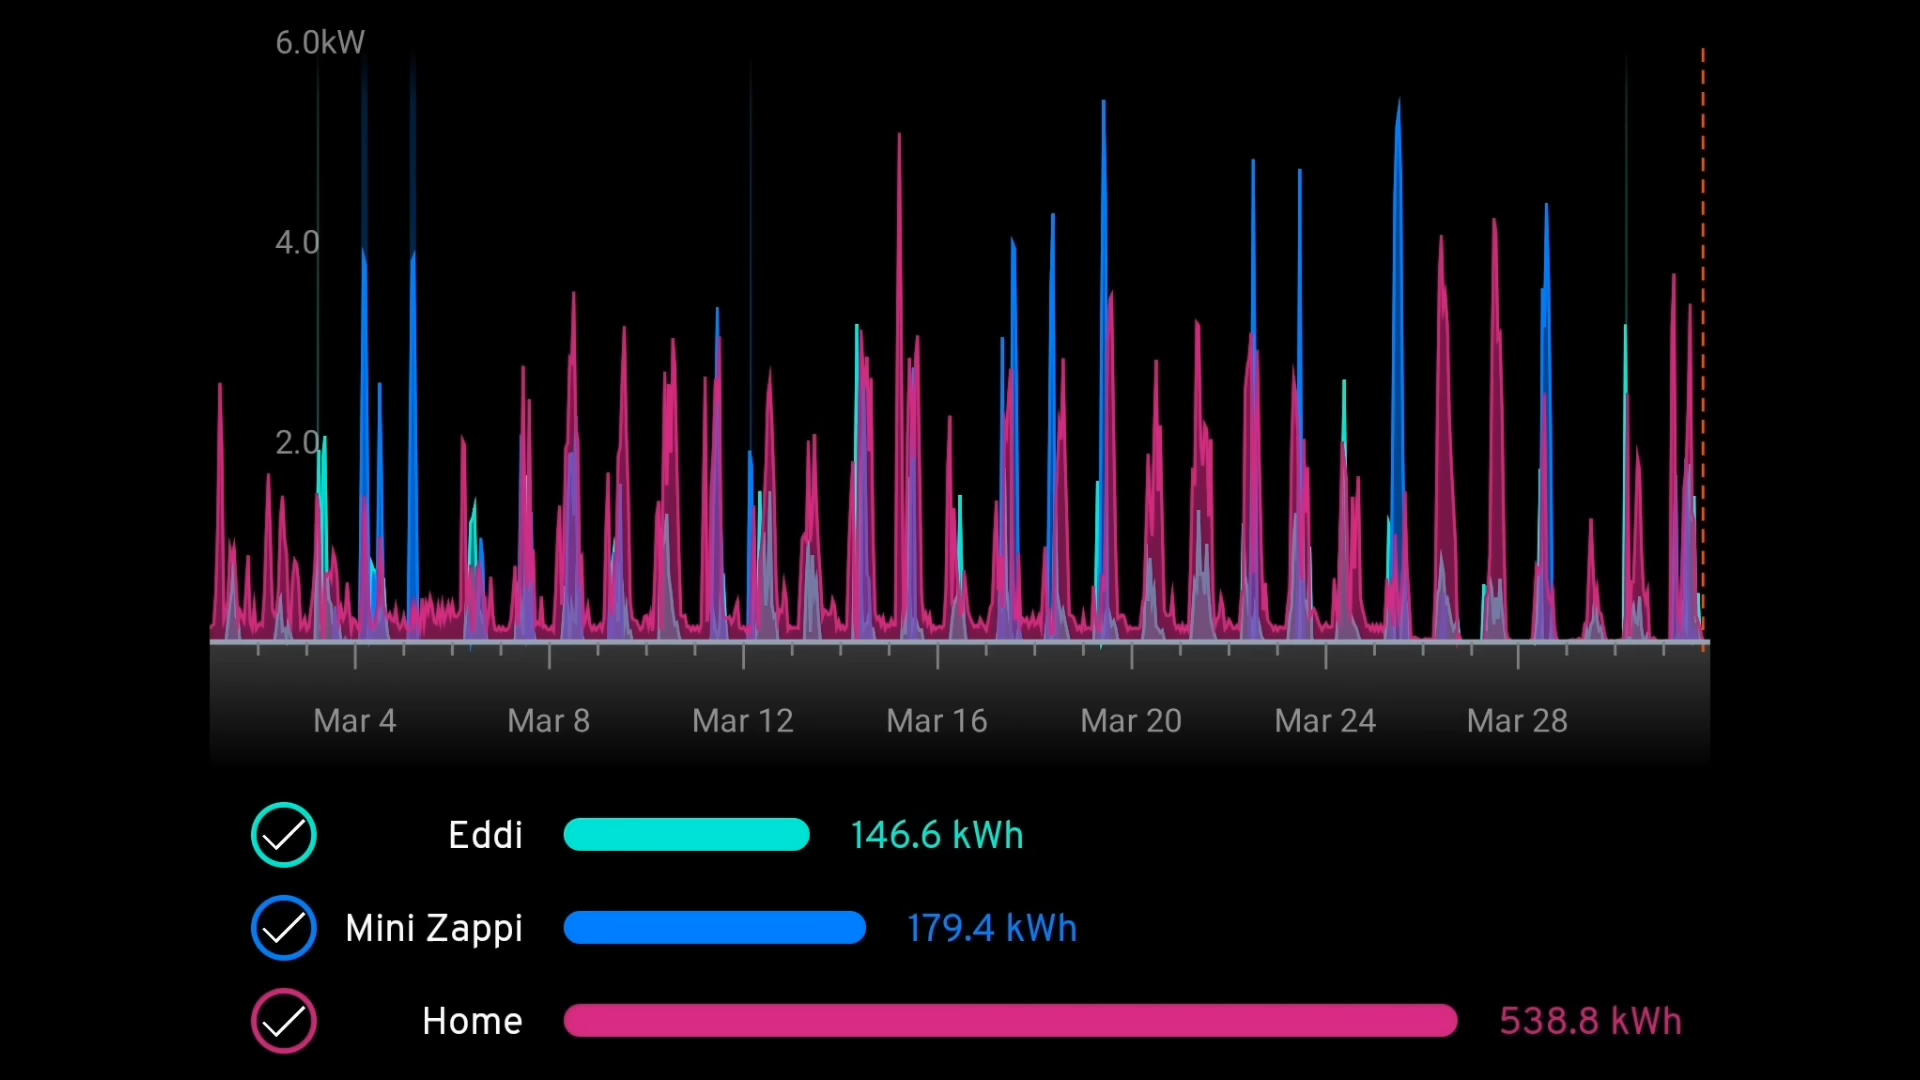 6.0kW
4.0
2.0
Mar 4 Mar 8 Mar 12 Mar 16 Mar 20 Mar 24 Mar 28
Eddi 146.6 kWh
Mini Zappi 179.4 kWh
Home 538.8 kWh